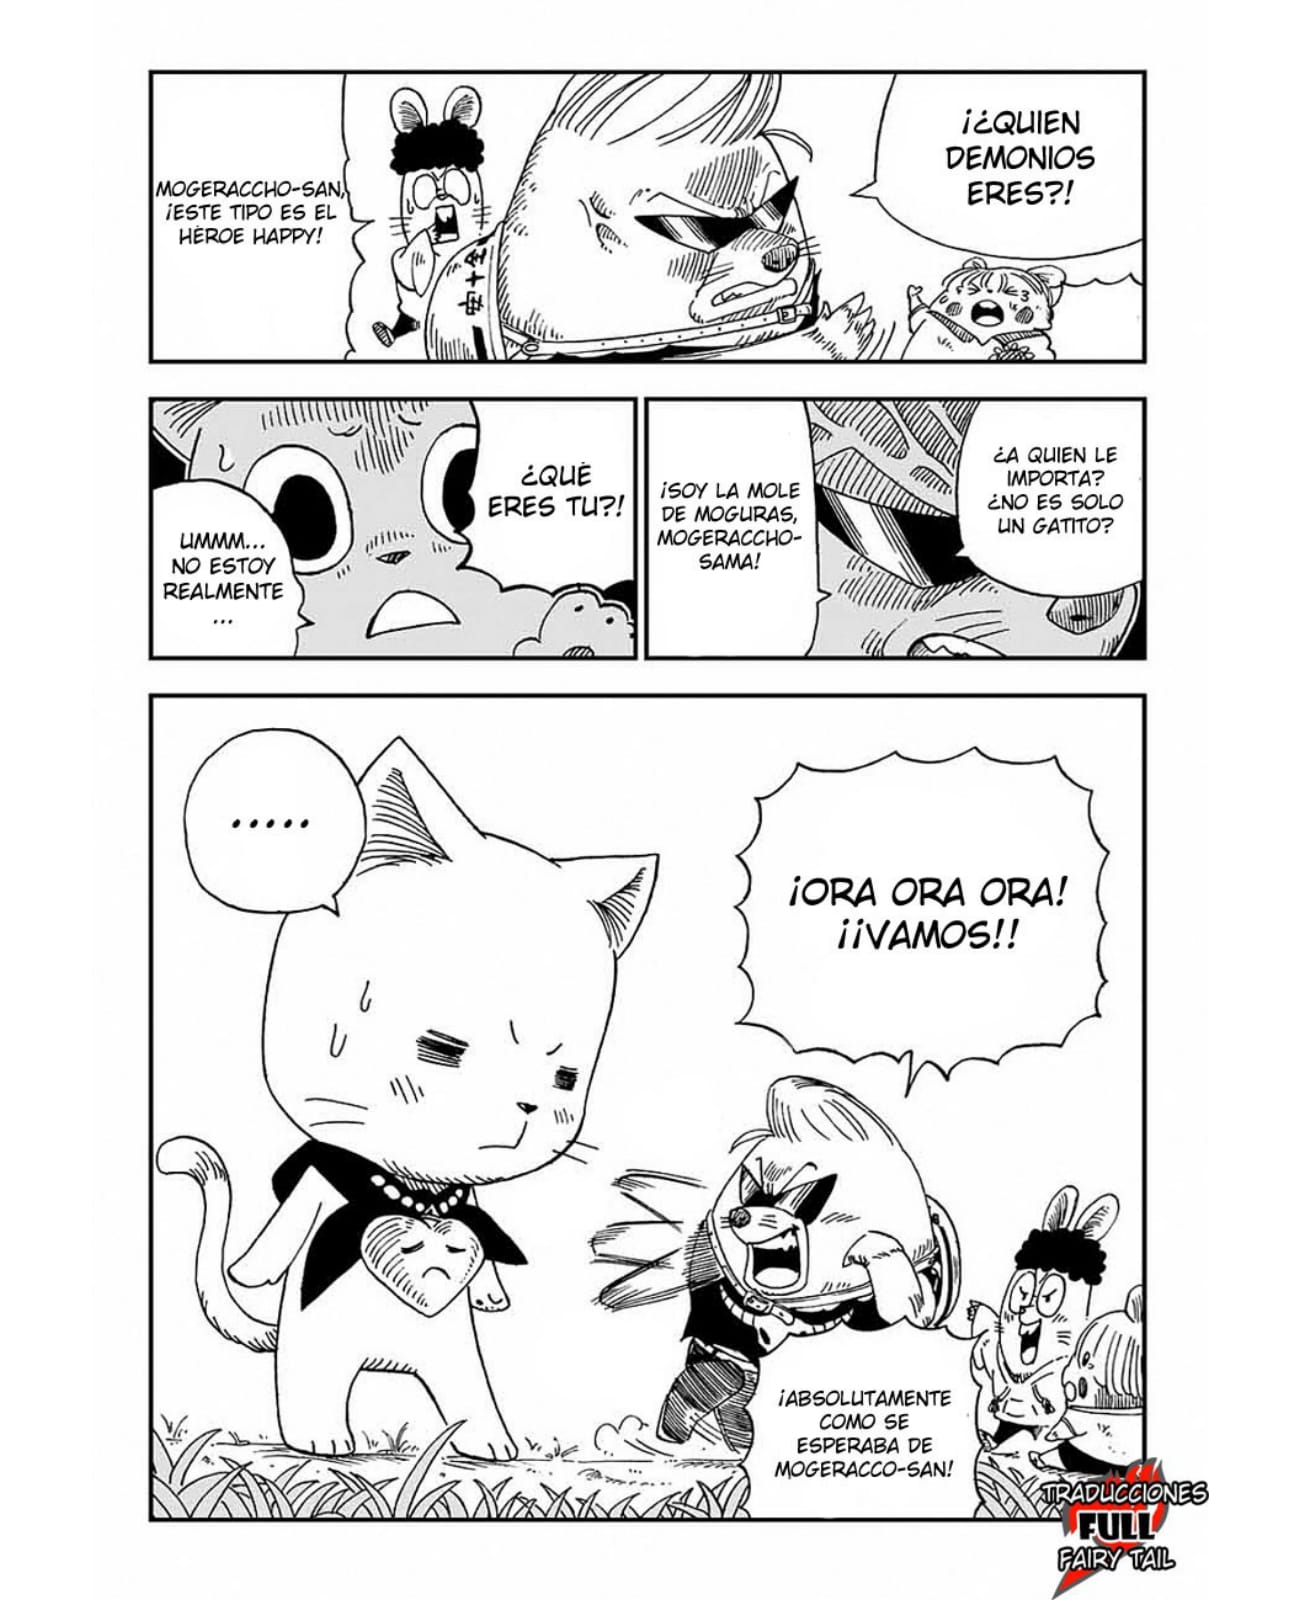 ¡¿QUIEN
DEMONIOS
ERES?!
MOGERACCHO-SAN,
¡ESTE TIPO ES EL
HÉROE HAPPY!
¿A QUIEN LE
IMPORTA?
¿NO ES SOLO
UN GATITO?
¡SOY LA MOLE
DE MOGURAS,
MOGERACCHO-
SAMA!
¿QUÉ
ERES TU?!
UMMM...
NO ESTOY
REALMENTE
...
¡ORA ORA ORA!
¡¡VAMOS!!
.....
¡ABSOLUTAMENTE
COMO SE
ESPERABA DE
MOGERACCO-SAN!
TRADUCCIONES
FULL
FAIRY TAIL